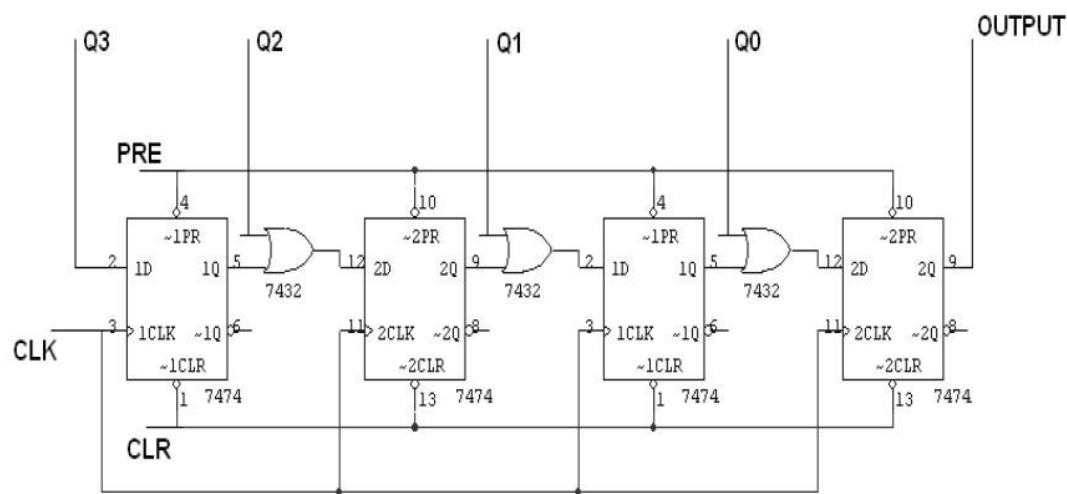 Q3 Q2 Q1 Q0 OUTPUT
PRE
4 10 4 10
~1PR ~2PR ~1PR ~2PR
2 1D 1Q 5 12 2D 2Q 9 2 1D 1Q 5 12 2D 2Q 9
7432 7432 7432
3 1CLK ~1Q 6 11 2CLK ~2Q 8 3 1CLK ~1Q 6 11 2CLK ~2Q 8
CLK
~1CLR ~2CLR ~1CLR ~2CLR
1 7474 13 7474 1 7474 13 7474
CLR